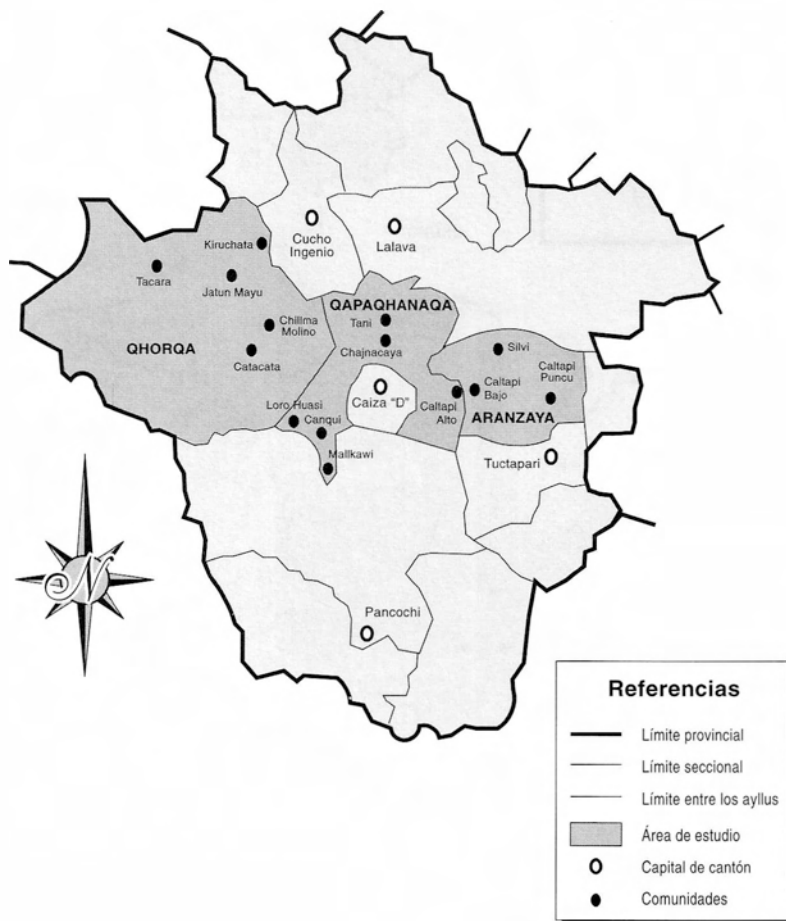 Cucho
Ingenio
Lalava
Kiruchata
Tacara
Jatun Mayu
QAPAQHANAQA
Tani
Chillma
Molino
Chajnacaya
Silvi
QHORQA
Catacata
Caltapi
Puncu
Caltapi
Bajo
Caiza "D"
Caltapi
Alto
ARANZAYA
Loro Huasi
Canqui
Mallkawi
Tuctapari
N
Pancochi
Referencias
Límite provincial
Límite seccional
Límite entre los ayllus
Área de estudio
Capital de cantón
Comunidades